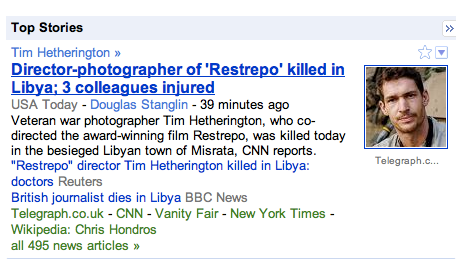 Top Stories »
Tim Hetherington »
Director-photographer of 'Restrepo' killed in
Libya; 3 colleagues injured
USA Today - Douglas Stanglin - 39 minutes ago
Veteran war photographer Tim Hetherington, who co-
directed the award-winning film Restrepo, was killed today
in the besieged Libyan town of Misrata, CNN reports.
"Restrepo" director Tim Hetherington killed in Libya:
doctors Reuters
British journalist dies in Libya BBC News
Telegraph.co.uk - CNN - Vanity Fair - New York Times -
Wikipedia: Chris Hondros
all 495 news articles »
Telegraph.c...